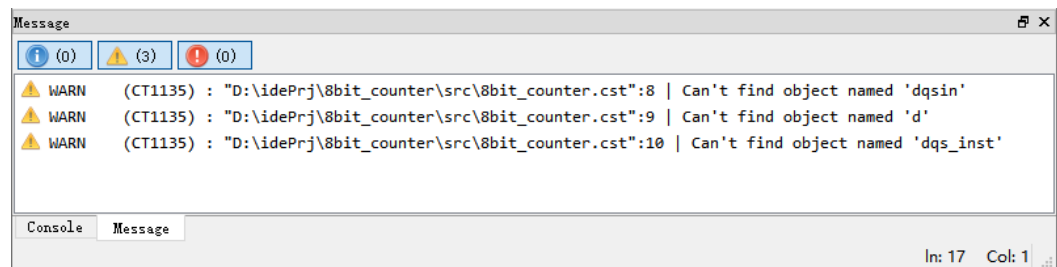 Message
(0) (3) (0)
WARN (CT1135) : "D:\idePrj\8bit_counter\src\8bit_counter.cst":8 | Can't find object named 'dqsin'
WARN (CT1135) : "D:\idePrj\8bit_counter\src\8bit_counter.cst":9 | Can't find object named 'd'
WARN (CT1135) : "D:\idePrj\8bit_counter\src\8bit_counter.cst":10 | Can't find object named 'dqs_inst'
Console Message
In: 17 Col: 1